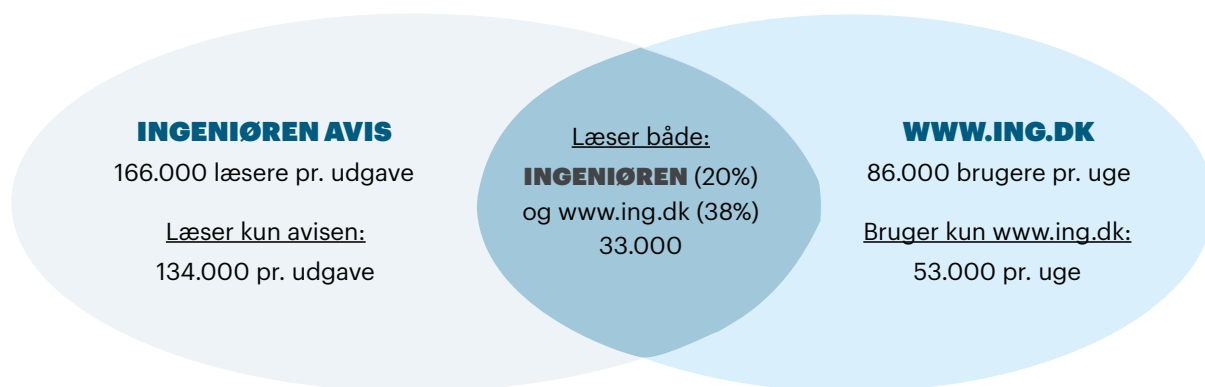 INGENIØREN AVIS
166.000 læsere pr. udgave
Læser kun avisen:
134.000 pr. udgave
Læser både:
INGENIØREN (20%)
og www.ing.dk (38%)
33.000
WWW.ING.DK
86.000 brugere pr. uge
Bruger kun www.ing.dk:
53.000 pr. uge